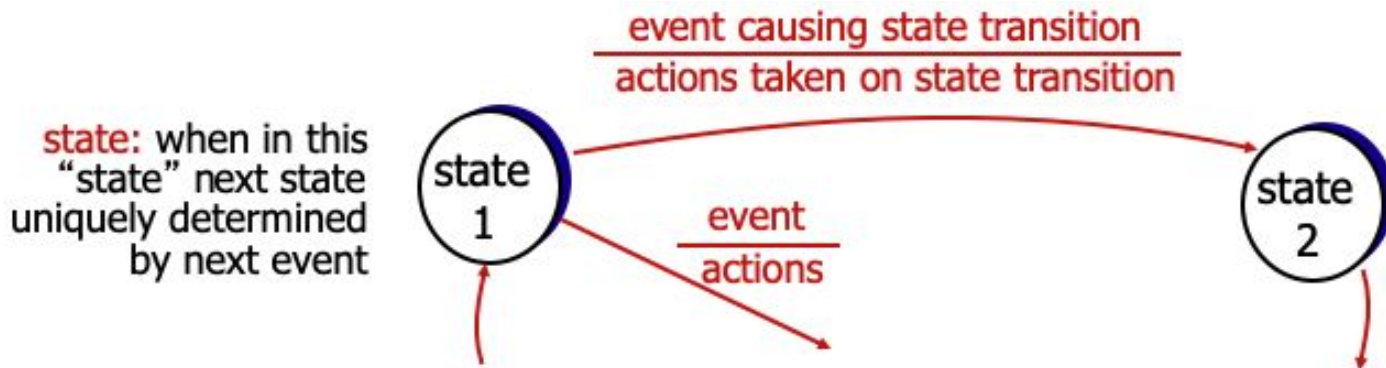 event causing state transition
actions taken on state transition
state: when in this
“state” next state
uniquely determined
by next event
state
1
event
actions
state
2